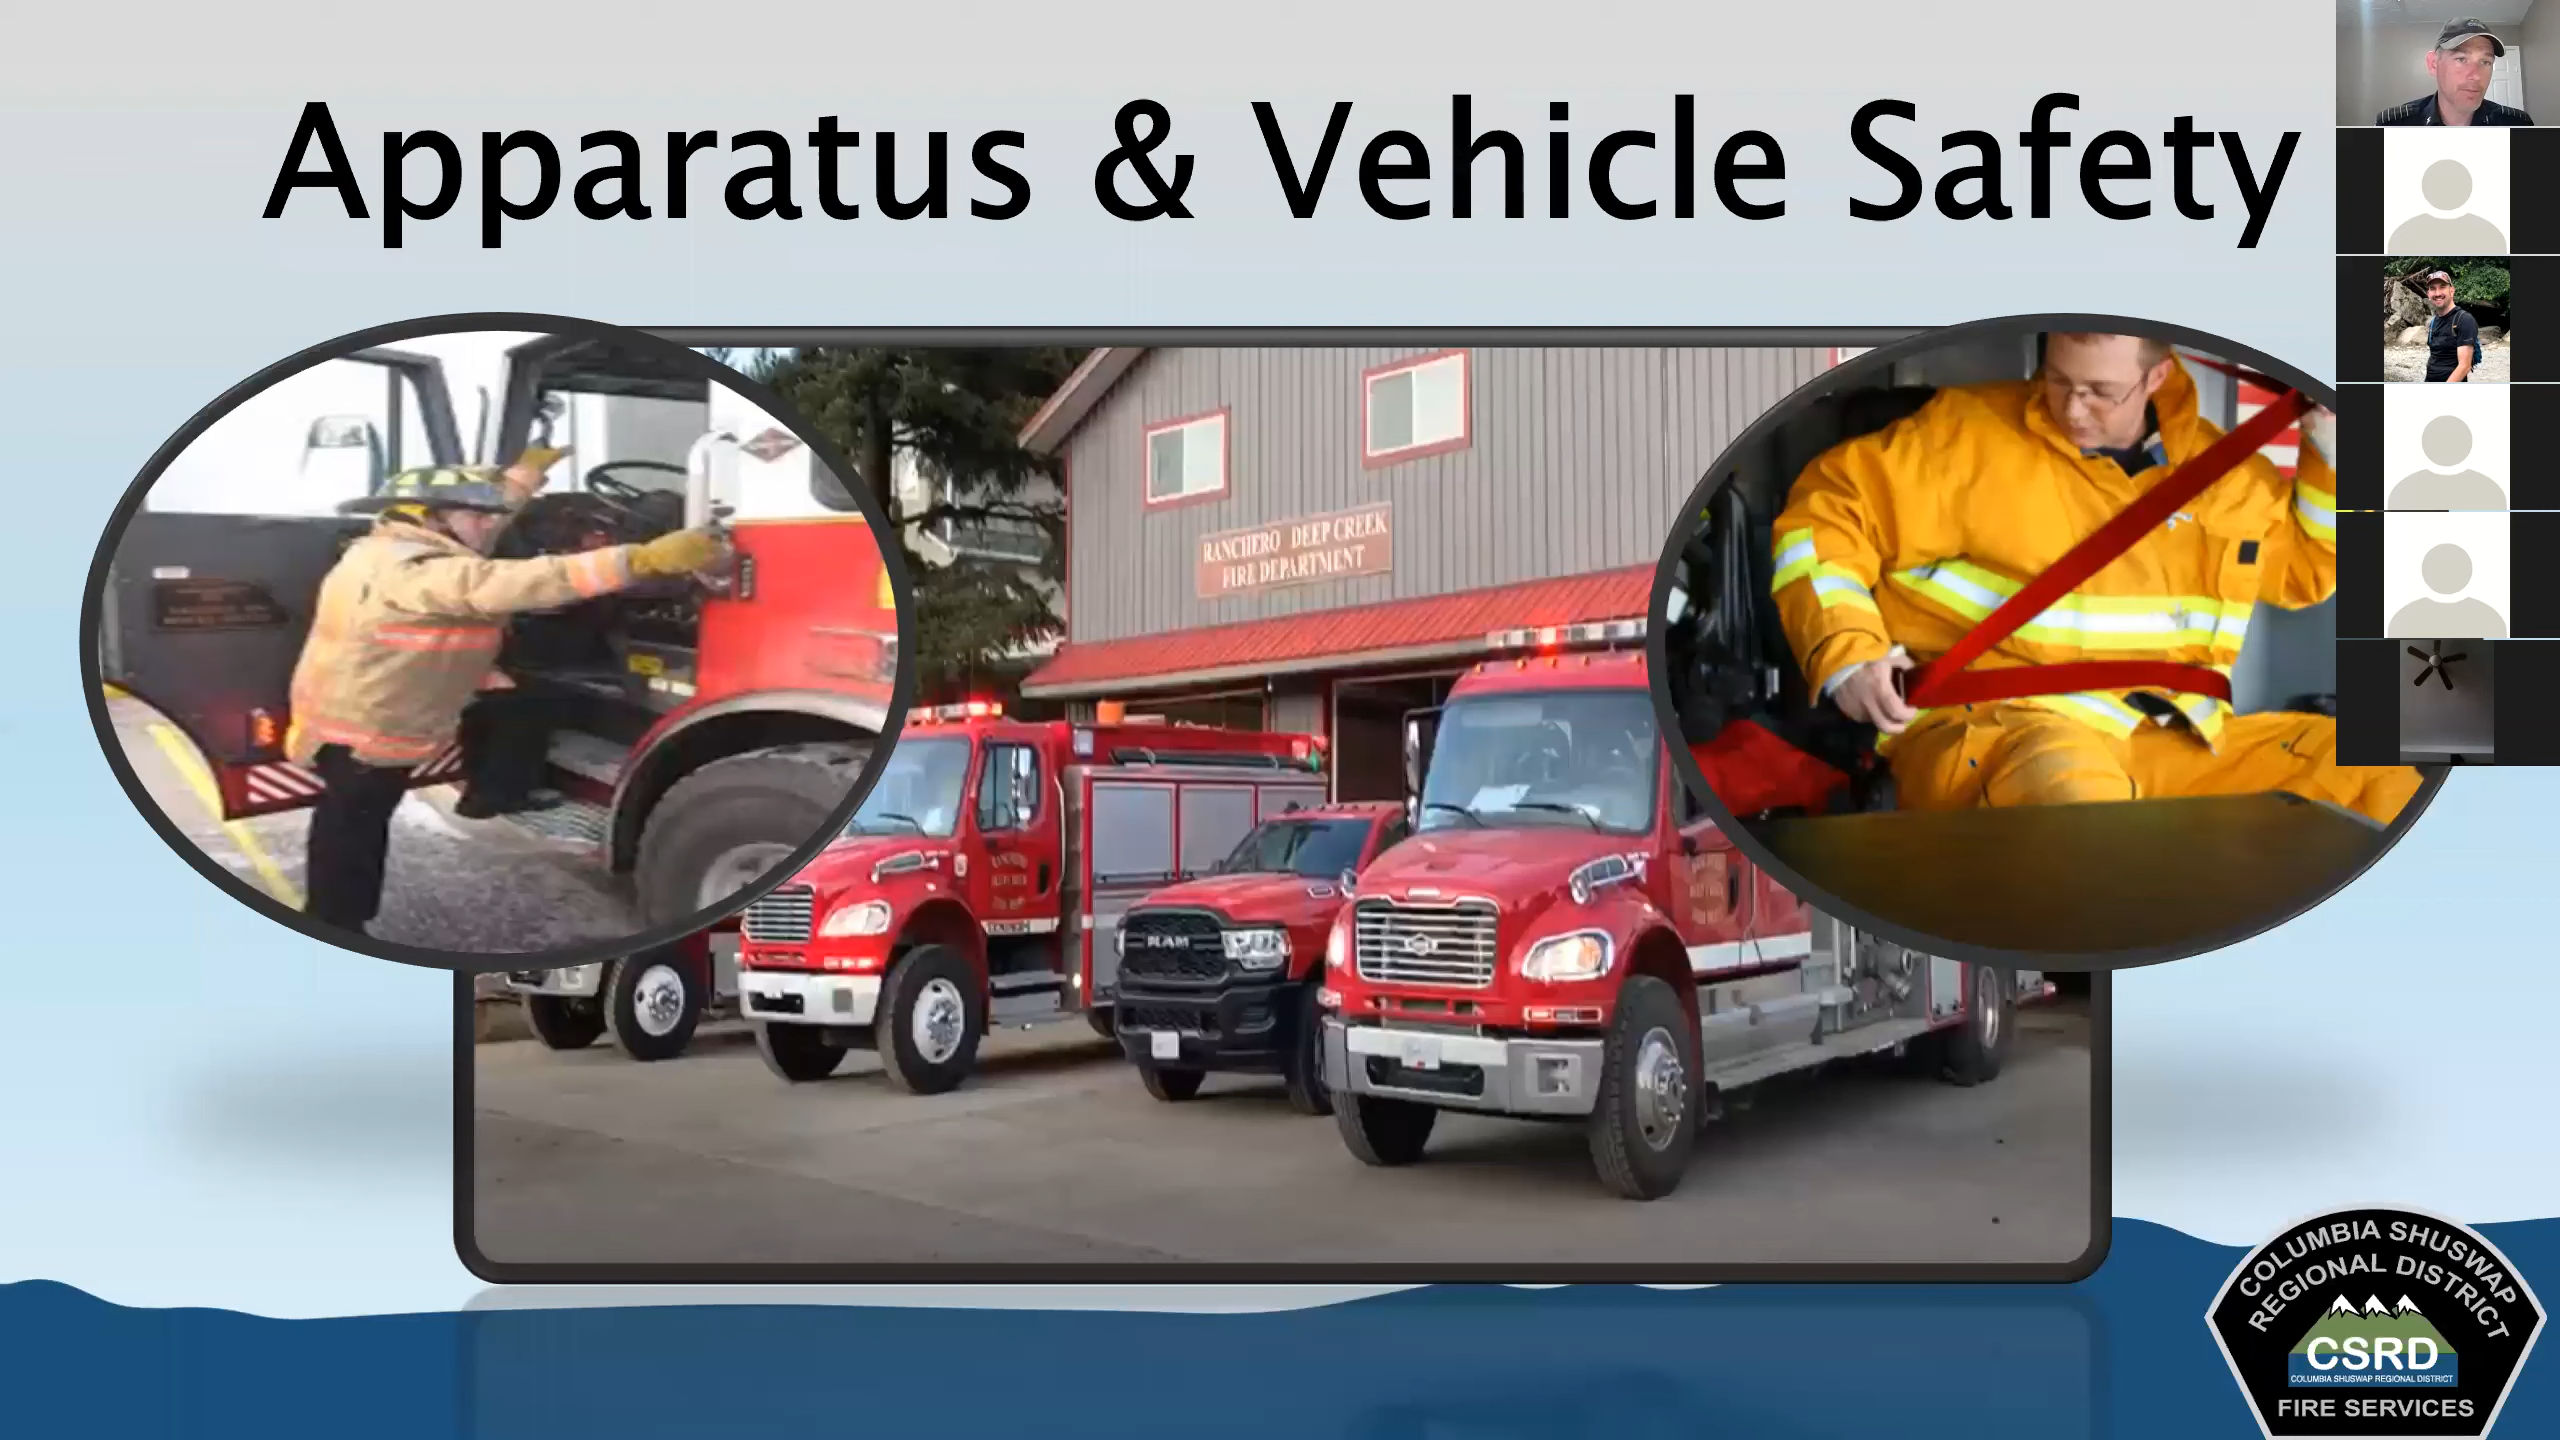 Apparatus & Vehicle Safety
RANCHERO DEEP CREEK
FIRE DEPARTMENT
RAM
COLUMBIA SHUSWAP
REGIONAL DISTRICT
CSRD
COLUMBIA SHUSWAP REGIONAL DISTRICT
FIRE SERVICES